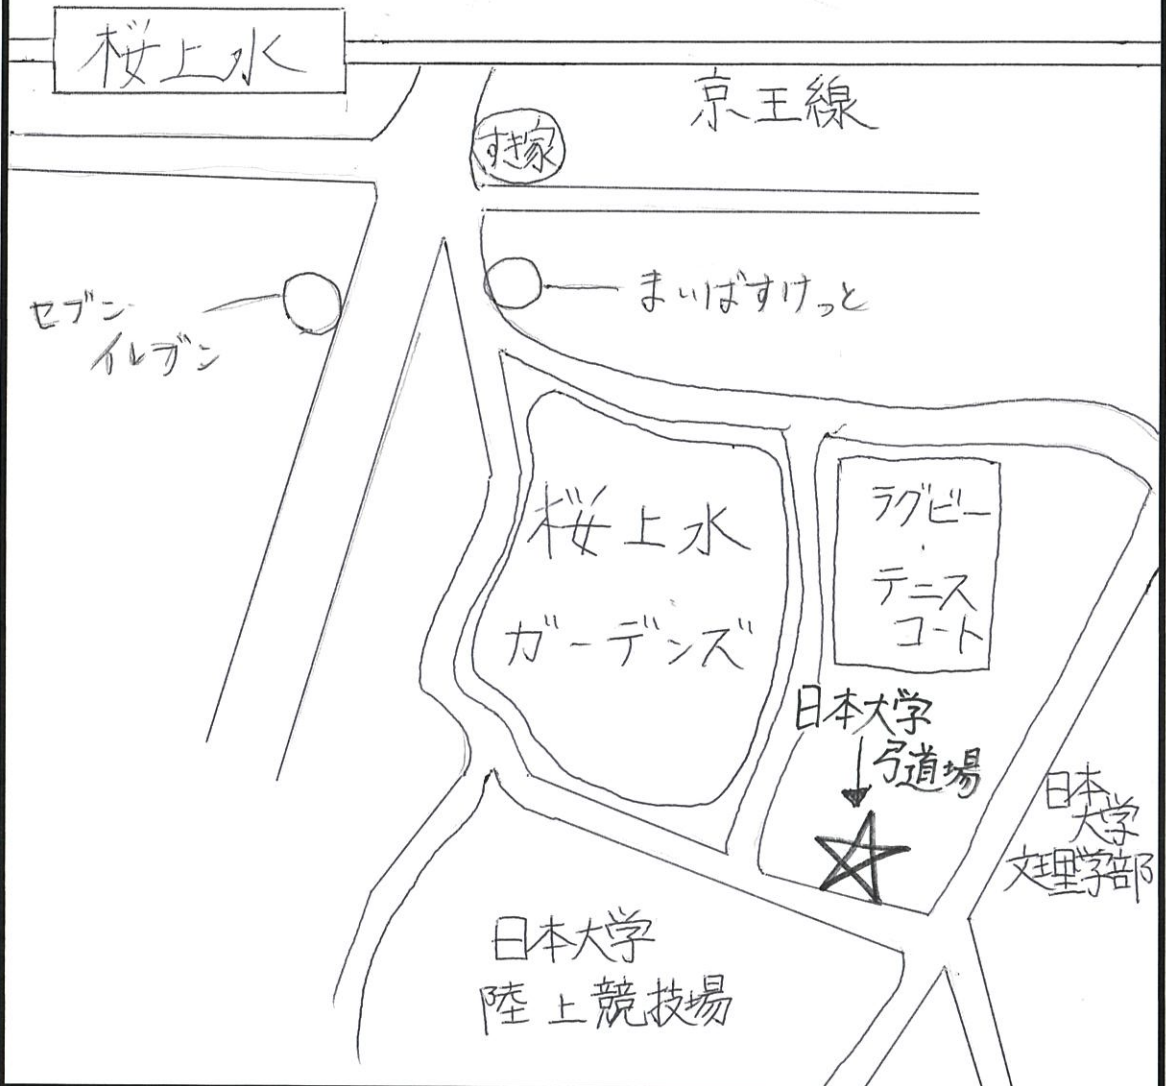 桜上水
京王線
すき家
セブン
イレブン
まいばすけっと
桜上水
ガーデンズ
ラグビー
・
テニス
コート
日本大学
弓道場
日本
大学
文理学部
日本大学
陸上競技場